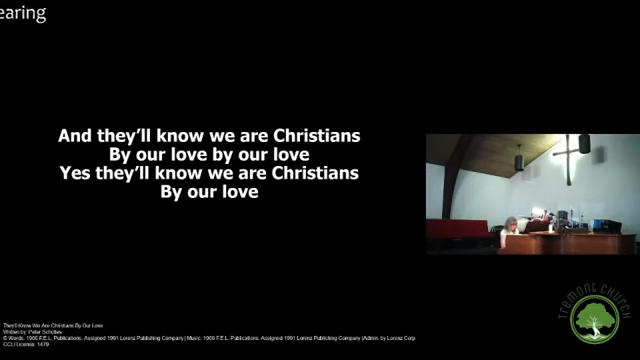 earing
And they'll know we are Christians
By our love by our love
Yes they'll know we are Christians
By our love
They'll Know We Are Christians By Our Love
Written by Peter Scholtes
© Words: 1966 F.E.L. Publications. Assigned 1991 Lorenz Publishing Company | Music: 1966 F.E.L. Publications. Assigned 1991 Lorenz Publishing Company (Admin. by Lorenz Corp
CCLI License: 1479
TREMONT CHURCH